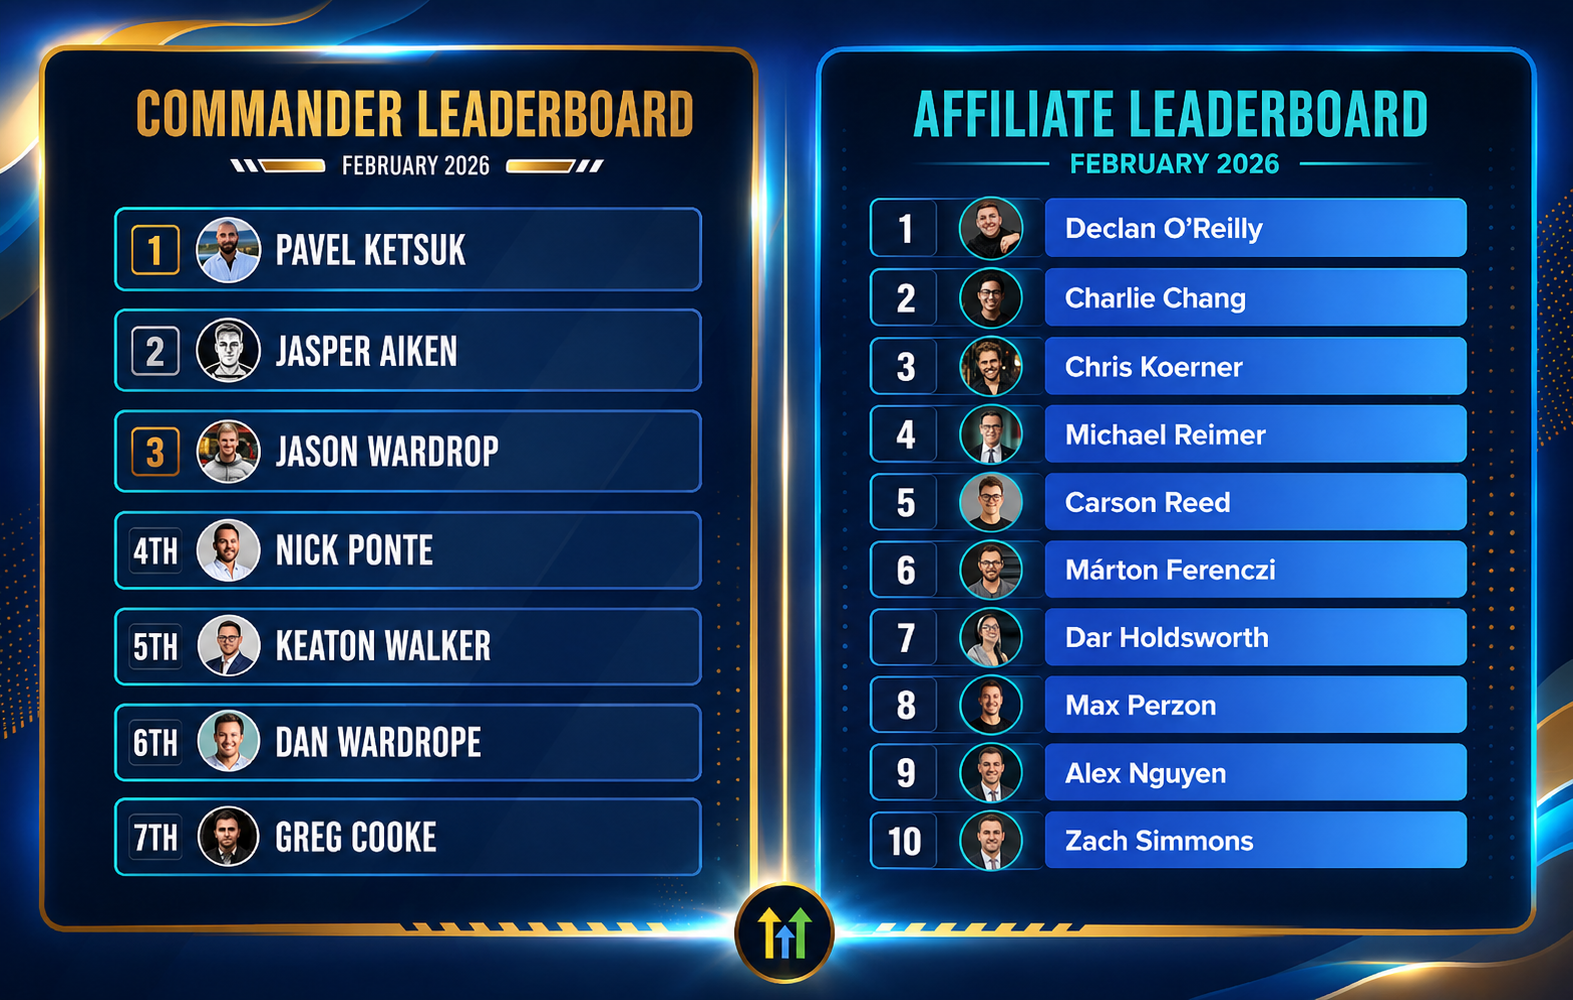 COMMANDER LEADERBOARD
FEBRUARY 2026
1 PAVEL KETSUK
2 JASPER AIKEN
3 JASON WARDROP
4TH NICK PONTE
5TH KEATON WALKER
6TH DAN WARDROPE
7TH GREG COOKE
AFFILIATE LEADERBOARD
FEBRUARY 2026
1 Declan O’Reilly
2 Charlie Chang
3 Chris Koerner
4 Michael Reimer
5 Carson Reed
6 Márton Ferenczi
7 Dar Holdsworth
8 Max Perzon
9 Alex Nguyen
10 Zach Simmons